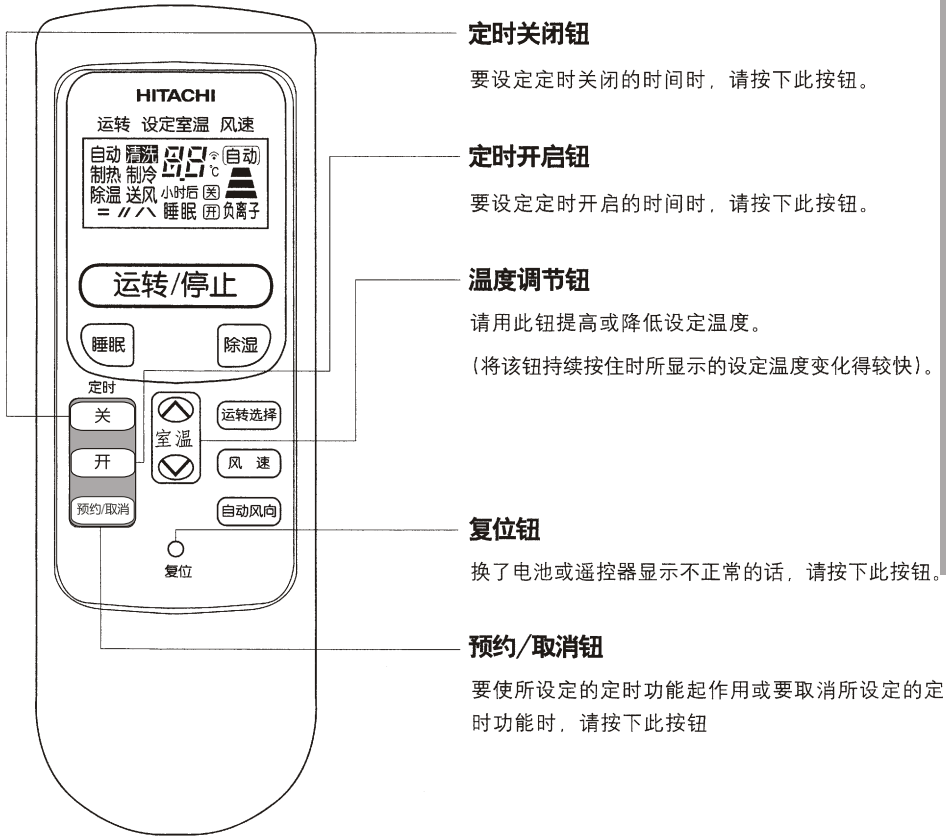 定时关闭钮
要设定定时关闭的时间时，请按下此按钮。
定时开启钮
要设定定时开启的时间时，请按下此按钮。
温度调节钮
请用此钮提高或降低设定温度。
(将该钮持续按住时所显示的设定温度变化得较快)。
复位钮
换了电池或遥控器显示不正常的话，请按下此按钮。
预约/取消钮
要使所设定的定时功能起作用或要取消所设定的定
时功能时，请按下此按钮
HITACHI
运转 设定室温 风速
自动 清洗 88 自动
制热 制冷 ℃
除湿 送风 小时后 关
睡眠 开 负离子
运转/停止
睡眠 除湿
定时
关 运转选择
室温
开 风 速
预约/取消 自动风向
复位